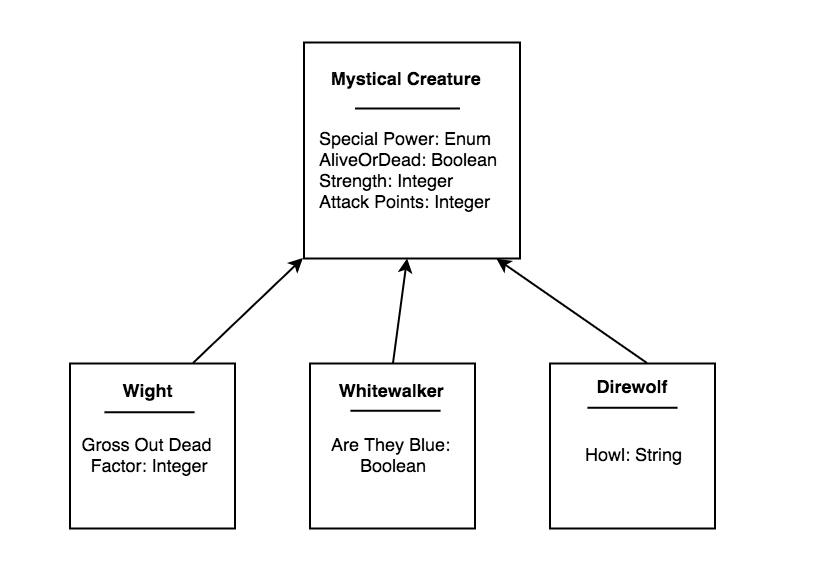 Mystical Creature
Special Power: Enum
AliveOrDead: Boolean
Strength: Integer
Attack Points: Integer
Wight
Gross Out Dead
Factor: Integer
Whitewalker
Are They Blue:
Boolean
Direwolf
Howl: String